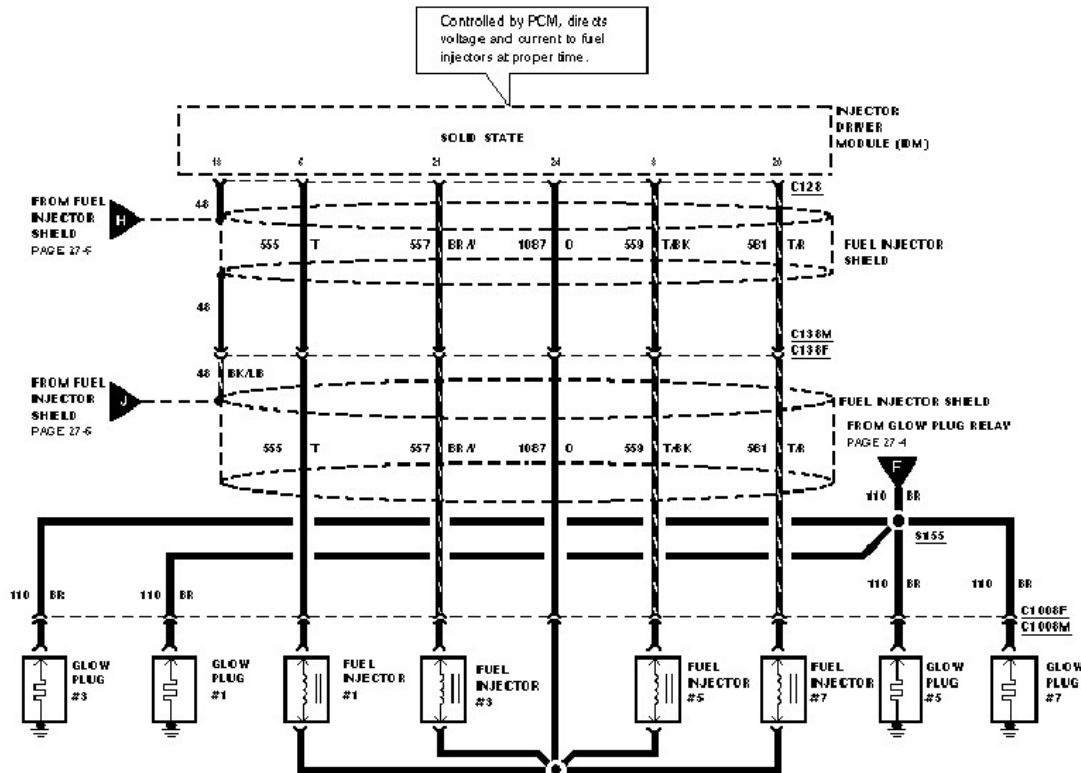 Controlled by PCM, directs
voltage and current to fuel
injectors at proper time.
SOLID STATE
INJECTOR
DRIVER
MODULE (IDM)
18 6 21 24 8 20
C128
FROM FUEL
INJECTOR
SHIELD
PAGE 27-5
H
48
555 T 557 BR/W 1087 O 559 T/BK 561 T/R
FUEL INJECTOR
SHIELD
48
C138M
C138F
48 BK/LB
FROM FUEL
INJECTOR
SHIELD
PAGE 27-5
J
FUEL INJECTOR SHIELD
FROM GLOW PLUG RELAY
PAGE 27-4
F
555 T 557 BR/W 1087 O 559 T/BK 561 T/R
110 BR
S155
110 BR 110 BR 110 BR 110 BR
C1008F
C1008M
GLOW
PLUG
#3
GLOW
PLUG
#1
FUEL
INJECTOR
#1
FUEL
INJECTOR
#3
FUEL
INJECTOR
#5
FUEL
INJECTOR
#7
GLOW
PLUG
#5
GLOW
PLUG
#7